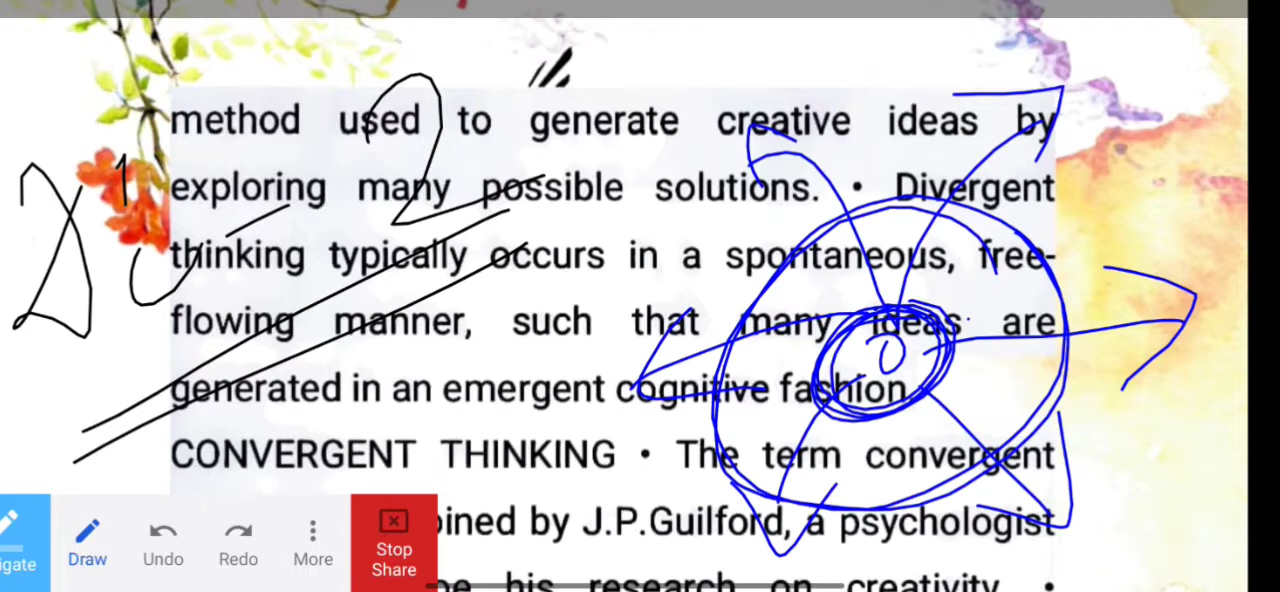 method used to generate creative ideas by
exploring many possible solutions. • Divergent
thinking typically occurs in a spontaneous, free-
flowing manner, such that many ideas are
generated in an emergent cognitive fashion.
CONVERGENT THINKING • The term convergent
oined by J.P.Guilford, a psychologist
his research on creativity. •
igate
Draw
Undo
Redo
More
Stop
Share